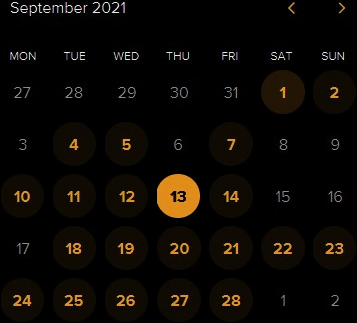 September 2021
MON TUE WED THU FRI SAT SUN
27 28 29 30 31 1 2
3 4 5 6 7 8 9
10 11 12 13 14 15 16
17 18 19 20 21 22 23
24 25 26 27 28 1 2